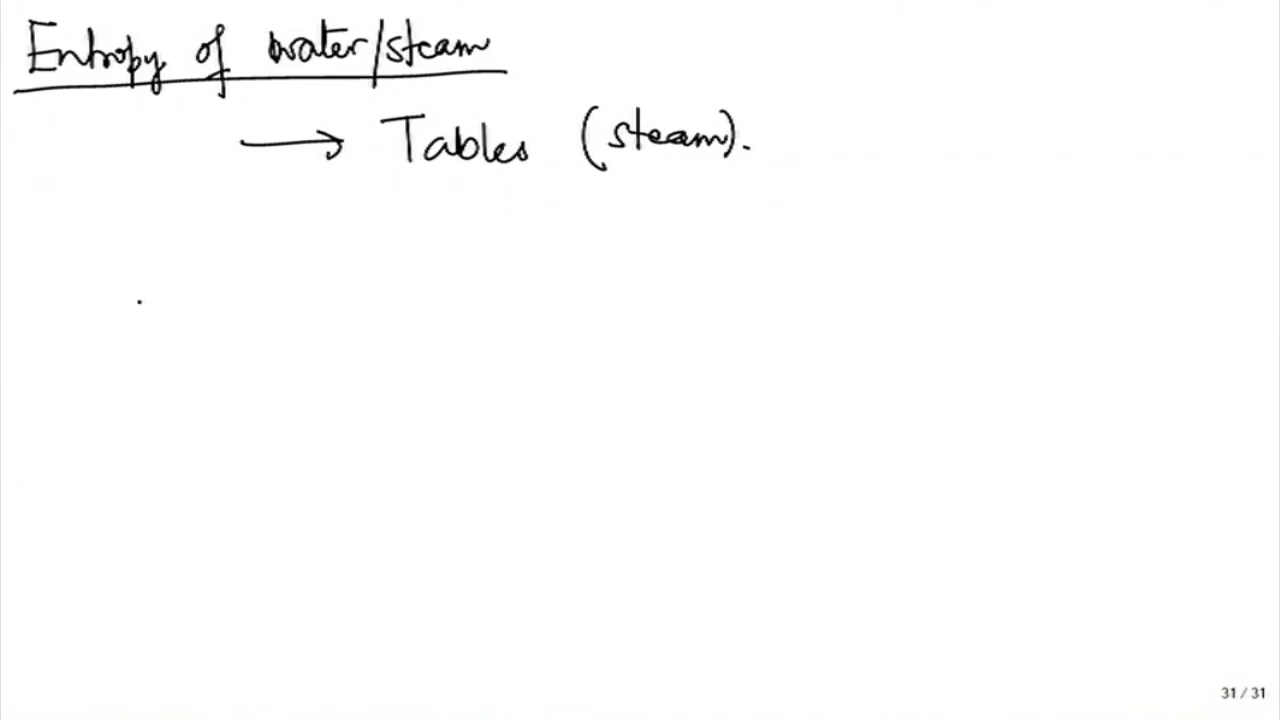 Entropy of water/steam
→ Tables (steam).
31 / 31